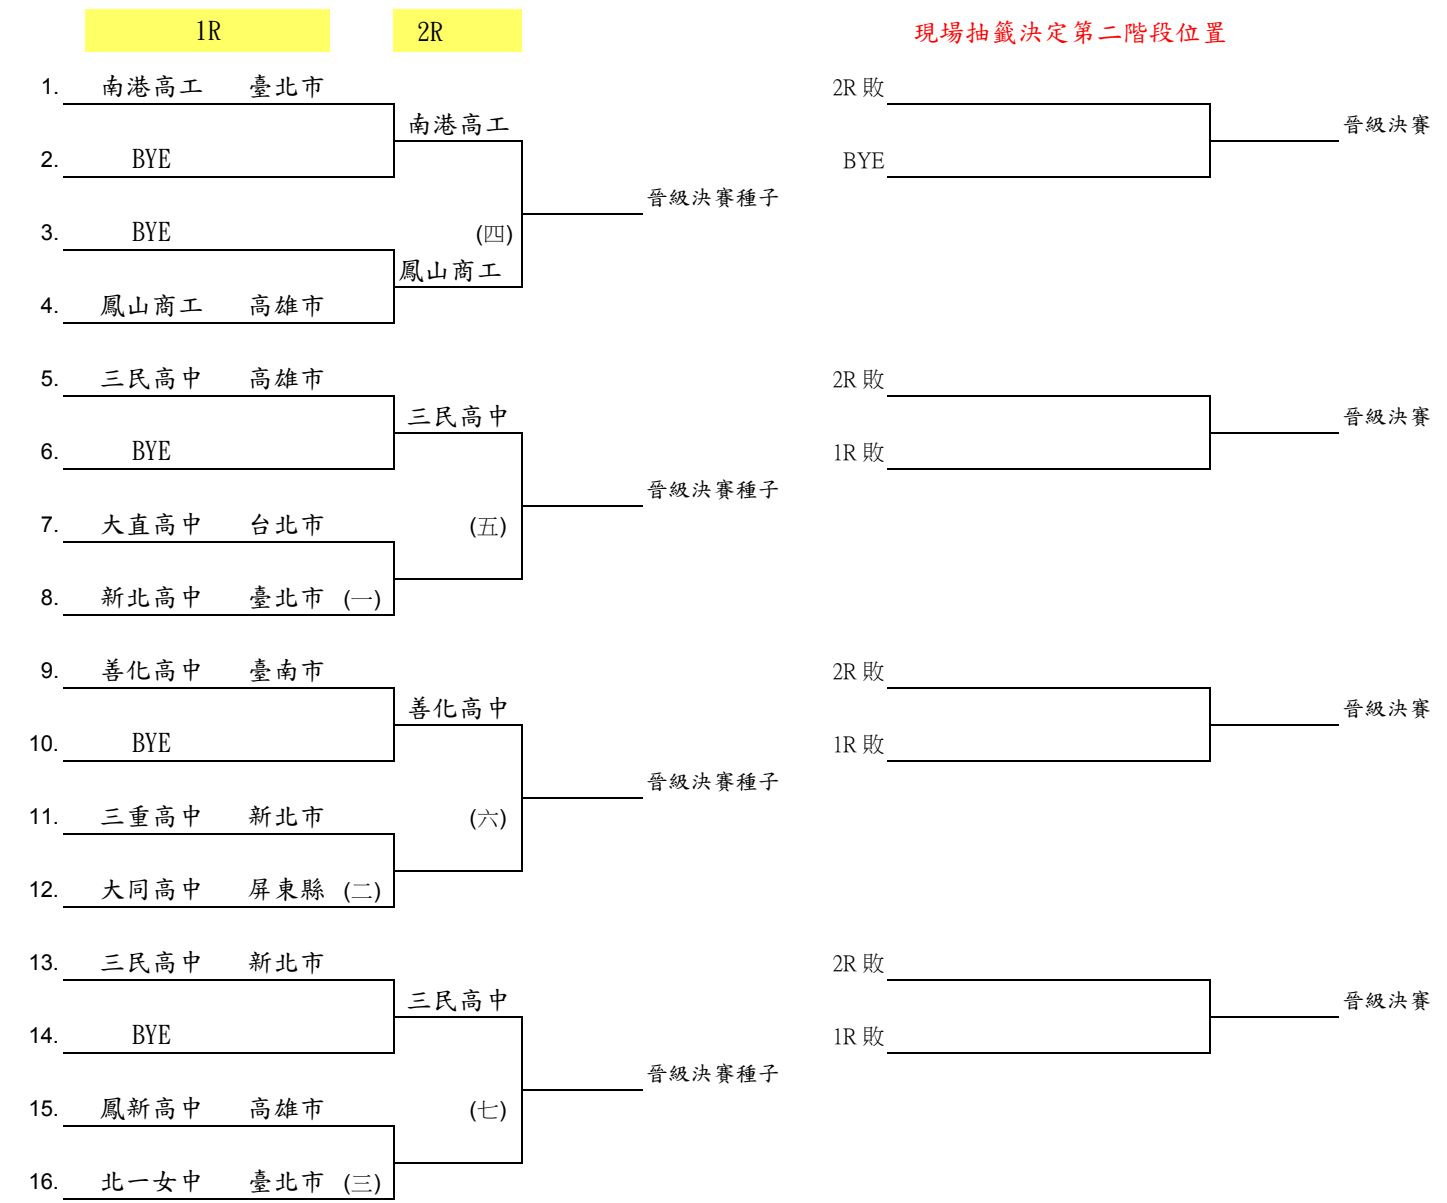 1R 2R 現場抽籤決定第二階段位置
1. 南港高工 臺北市 2R 敗
南港高工 晉級決賽
2. BYE BYE
晉級決賽種子
3. BYE (四)
鳳山商工
4. 鳳山商工 高雄市
5. 三民高中 高雄市 2R 敗
三民高中 晉級決賽
6. BYE 1R 敗
晉級決賽種子
7. 大直高中 台北市 (五)
8. 新北高中 臺北市 (一)
9. 善化高中 臺南市 2R 敗
善化高中 晉級決賽
10. BYE 1R 敗
晉級決賽種子
11. 三重高中 新北市 (六)
12. 大同高中 屏東縣 (二)
13. 三民高中 新北市 2R 敗
三民高中 晉級決賽
14. BYE 1R 敗
晉級決賽種子
15. 鳳新高中 高雄市 (七)
16. 北一女中 臺北市 (三)